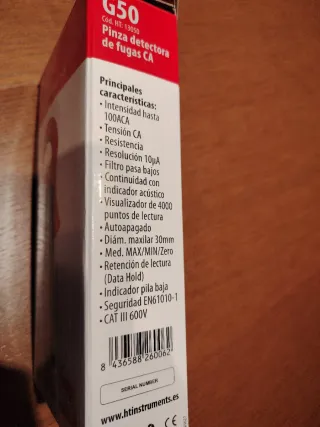 G50
Cód. HT: 13050
Pinza detectora
de fugas CA
Principales
características:
• Intensidad hasta
100ACA
• Tensión CA
• Resistencia
• Resolución 10µA
• Filtro pasa bajos
• Continuidad con
indicador acústico
• Visualizador de 4000
puntos de lectura
• Autoapagado
• Diám. maxilar 30mm
• Med. MAX/MIN/Zero
• Retención de lectura
(Data Hold)
• Indicador pila baja
• Seguridad EN61010-1
• CAT III 600V
8 436588 260062
SERIAL NUMBER
www.htinstruments.es
CE